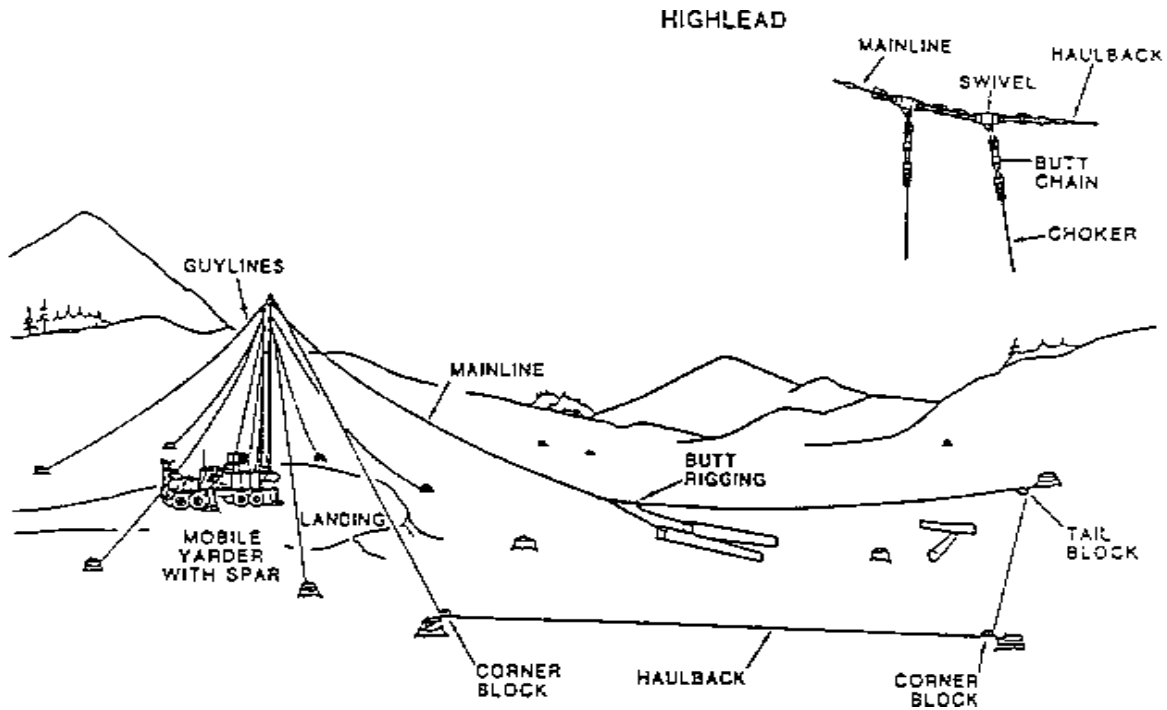 HIGHLEAD
MAINLINE
HAULBACK
SWIVEL
BUTT
CHAIN
CHOKER
GUYLINES
MAINLINE
BUTT
RIGGING
LANDING
MOBILE
YARDER
WITH SPAR
TAIL
BLOCK
CORNER
BLOCK
HAULBACK
CORNER
BLOCK